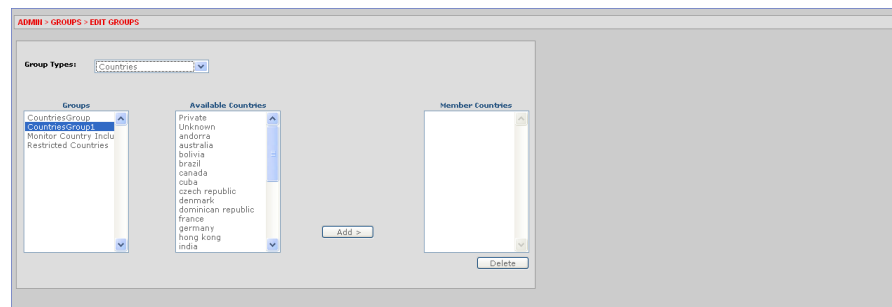 ADMIN > GROUPS > EDIT GROUPS
Group Types:
Countries
Groups
Available Countries
Member Countries
CountriesGroup
CountriesGroup1
Monitor Country Inclu
Restricted Countries
Private
Unknown
andorra
australia
bolivia
brazil
canada
cuba
czech republic
denmark
dominican republic
france
germany
hong kong
india
Add >
Delete